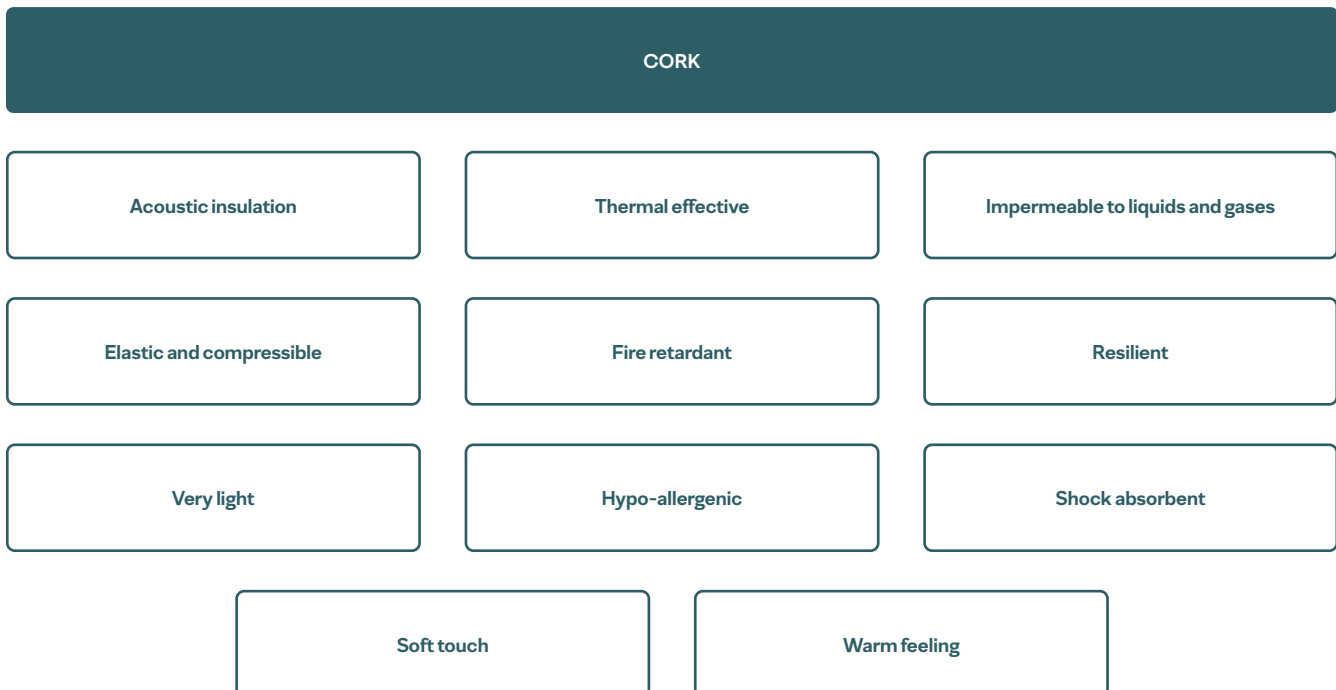 CORK
Acoustic insulation
Thermal effective
Impermeable to liquids and gases
Elastic and compressible
Fire retardant
Resilient
Very light
Hypo-allergenic
Shock absorbent
Soft touch
Warm feeling